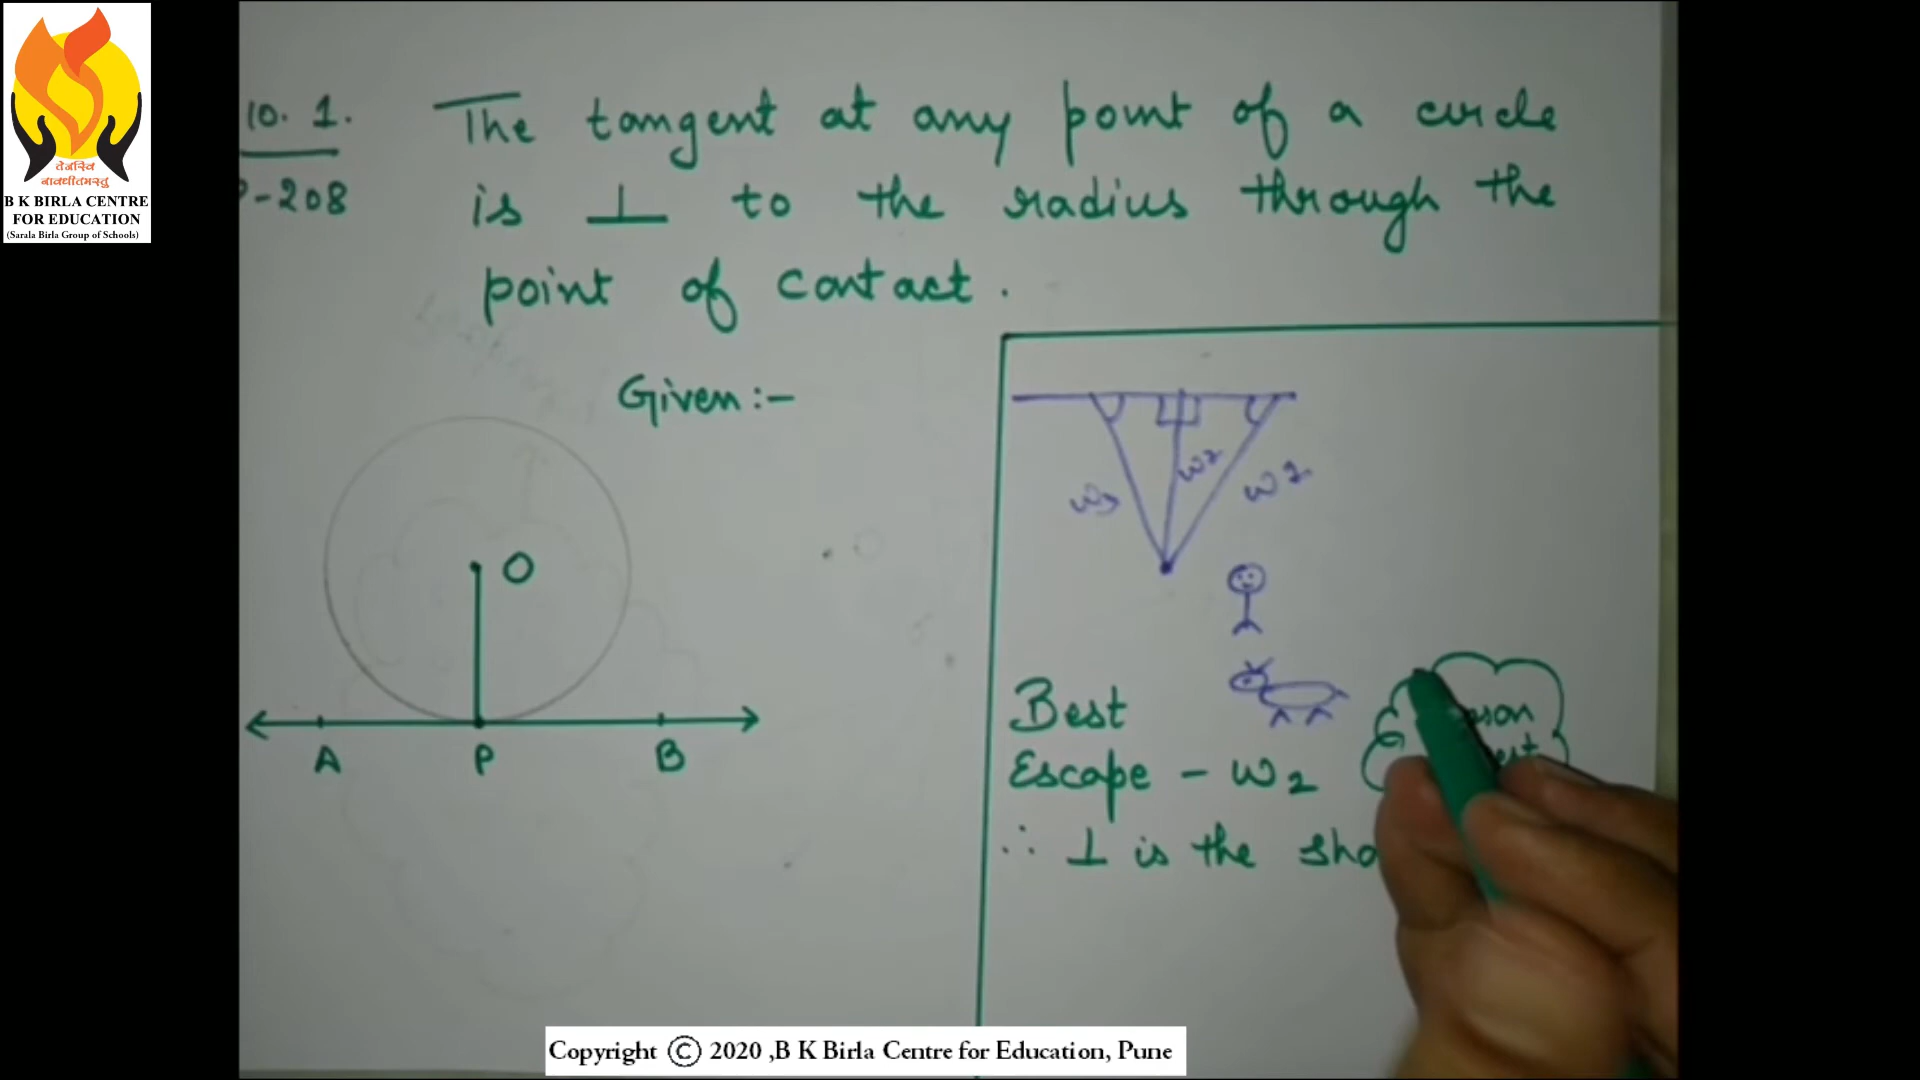 तेजस्वि
नावधीतमस्तु
B K BIRLA CENTRE
FOR EDUCATION
(Sarala Birla Group of Schools)
10. 1. The tangent at any point of a circle
-208 is ⊥ to the radius through the
point of contact.
Given:-
W2
O
A P B
Best
Escape - W2
∴ ⊥ is the sho
Copyright © 2020 ,B K Birla Centre for Education, Pune